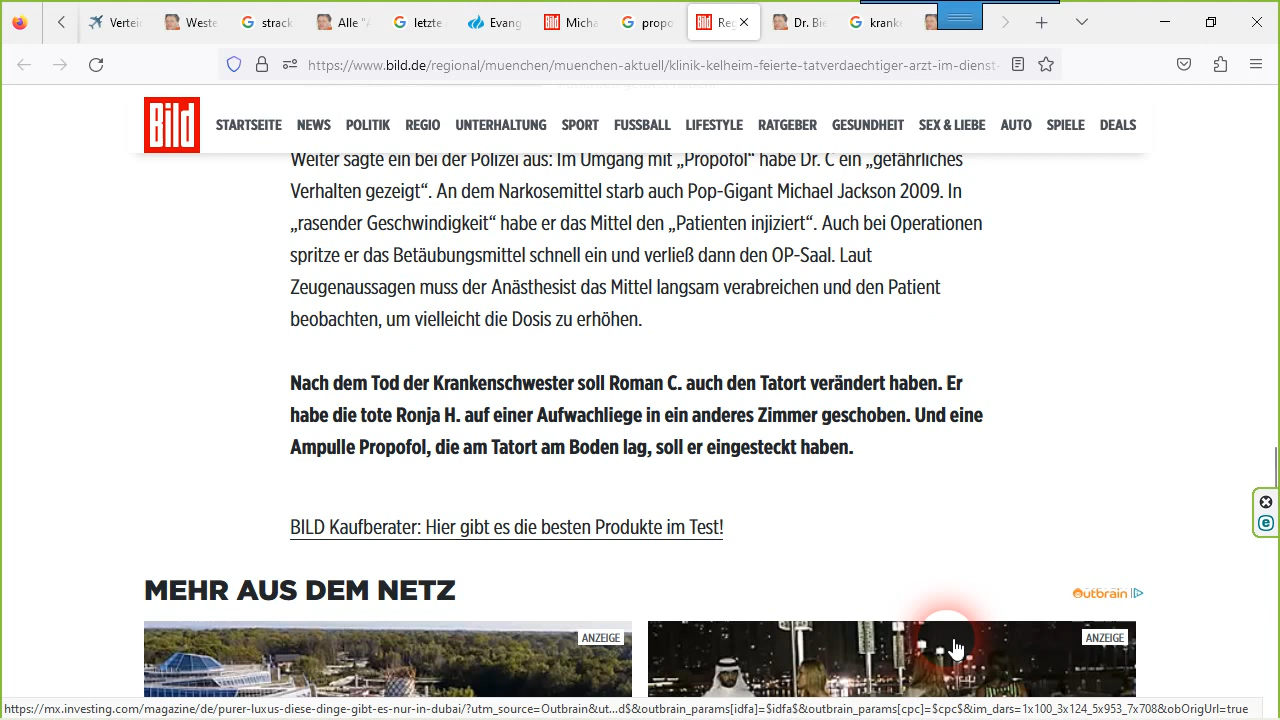 Vertei
Weste
strack
Alle "A
letzte
Evang
Micha
propo
Reg
Dr. Bie
kranke
https://www.bild.de/regional/muenchen/muenchen-aktuell/klinik-kelheim-feierte-tatverdaechtiger-arzt-im-dienst-
Bild
STARTSEITE NEWS POLITIK REGIO UNTERHALTUNG SPORT FUSSBALL LIFESTYLE RATGEBER GESUNDHEIT SEX & LIEBE AUTO SPIELE DEALS
Weiter sagte ein bei der Polizei aus: Im Umgang mit „Propofol“ habe Dr. C ein „gefährliches
Verhalten gezeigt“. An dem Narkosemittel starb auch Pop-Gigant Michael Jackson 2009. In
„rasender Geschwindigkeit“ habe er das Mittel den „Patienten injiziert“. Auch bei Operationen
spritze er das Betäubungsmittel schnell ein und verließ dann den OP-Saal. Laut
Zeugenaussagen muss der Anästhesist das Mittel langsam verabreichen und den Patient
beobachten, um vielleicht die Dosis zu erhöhen.
Nach dem Tod der Krankenschwester soll Roman C. auch den Tatort verändert haben. Er
habe die tote Ronja H. auf einer Aufwachliege in ein anderes Zimmer geschoben. Und eine
Ampulle Propofol, die am Tatort am Boden lag, soll er eingesteckt haben.
BILD Kaufberater: Hier gibt es die besten Produkte im Test!
MEHR AUS DEM NETZ
Outbrain
ANZEIGE
ANZEIGE
https://mx.investing.com/magazine/de/purer-luxus-diese-dinge-gibt-es-nur-in-dubai/?utm_source=Outbrain&ut...d$&outbrain_params[idfa]=$idfa$&outbrain_params[cpc]=$cpc$&im_dars=1x100_3x124_5x953_7x708&obOrigUrl=true